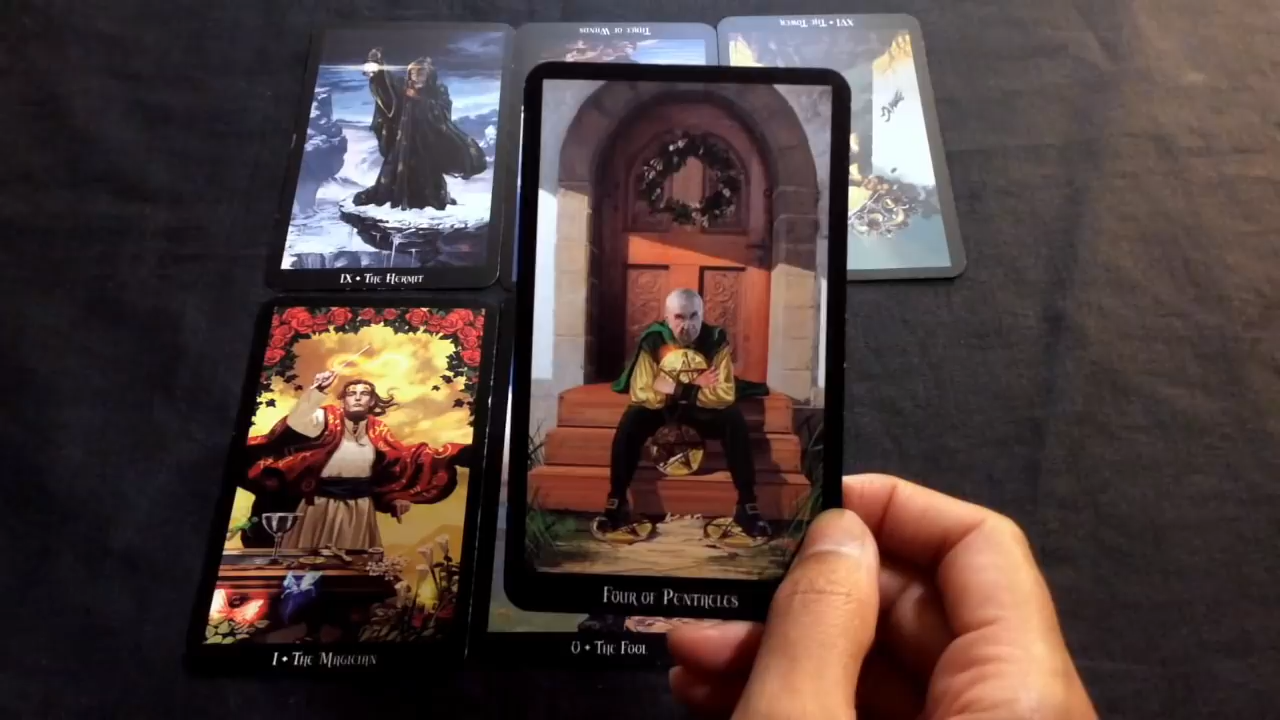 THREE OF WANDS
XVI • THE TOWER
IX • THE HERMIT
FOUR OF PENTACLES
I • THE MAGICIAN
0 • THE FOOL